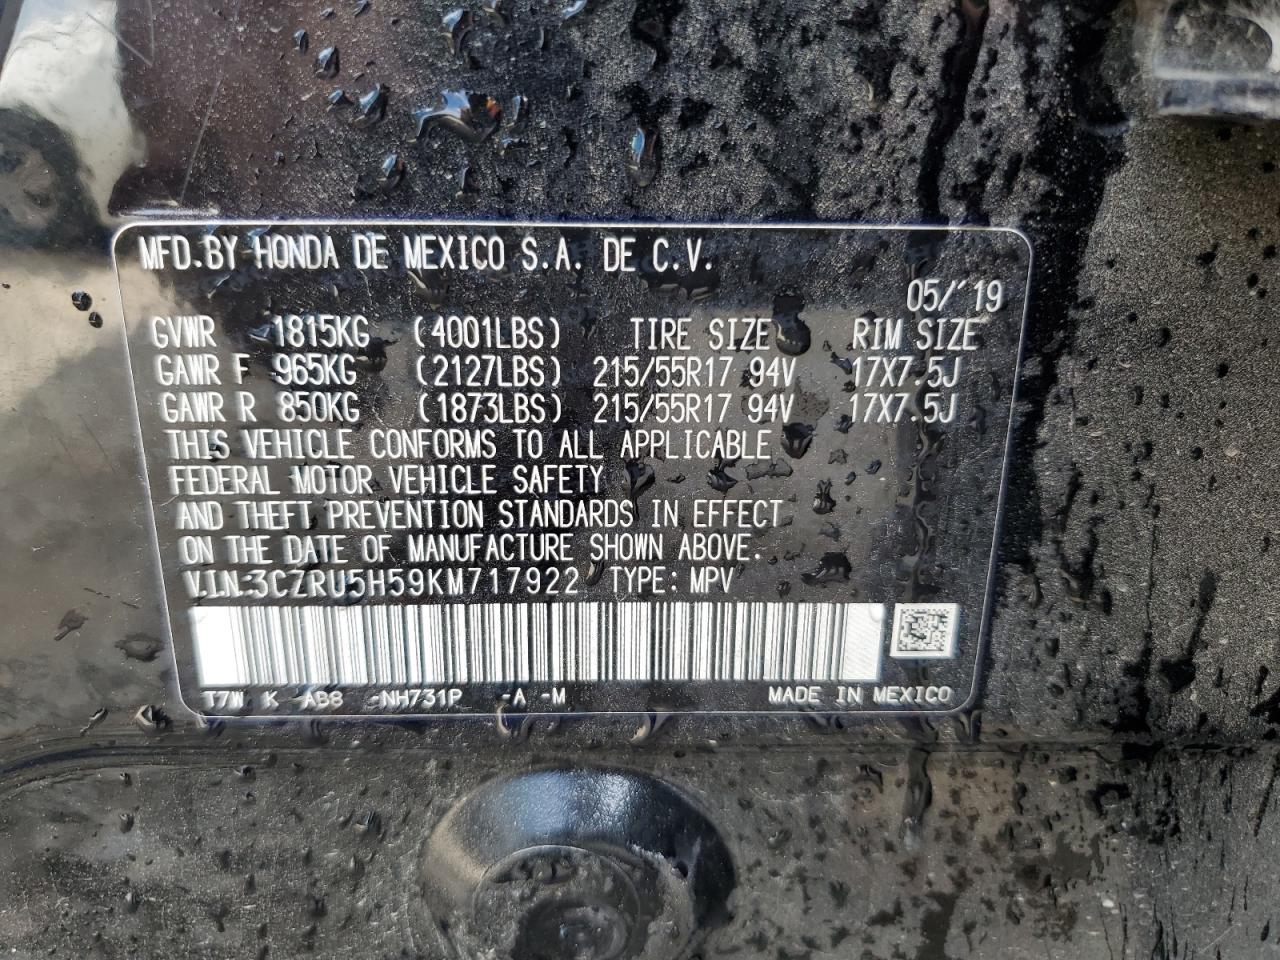 MFD.BY HONDA DE MEXICO S.A. DE C.V.
05/'19
GVWR 1815KG (4001LBS) TIRE SIZE RIM SIZE
GAWR F 965KG (2127LBS) 215/55R17 94V 17X7.5J
GAWR R 850KG (1873LBS) 215/55R17 94V 17X7.5J
THIS VEHICLE CONFORMS TO ALL APPLICABLE
FEDERAL MOTOR VEHICLE SAFETY
AND THEFT PREVENTION STANDARDS IN EFFECT
ON THE DATE OF MANUFACTURE SHOWN ABOVE.
V.I.N:3CZRU5H59KM717922 TYPE: MPV
T7W K AB8 -NH731P -A -M MADE IN MEXICO